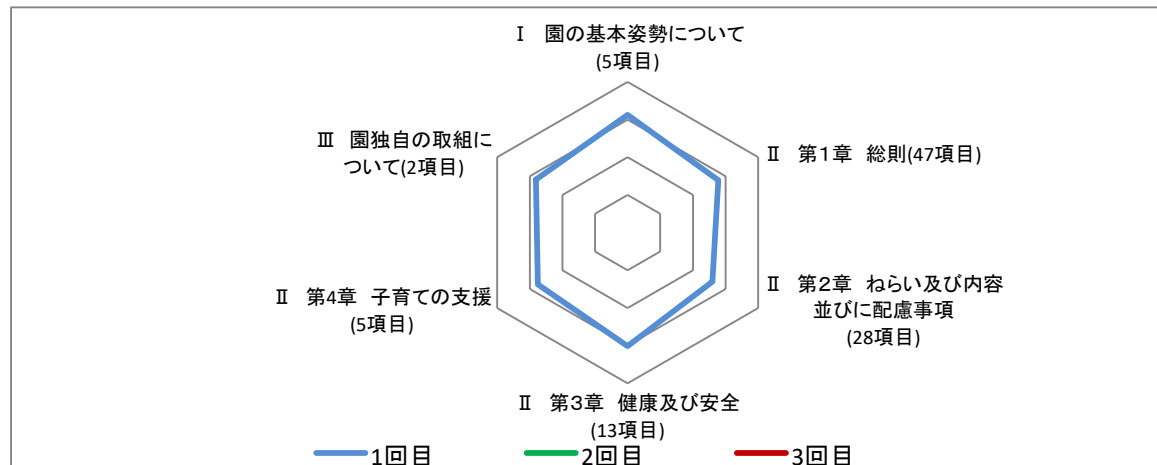 Ⅰ　園の基本姿勢について
(5項目)
Ⅱ　第1章　総則(47項目)
Ⅱ　第2章　ねらい及び内容
並びに配慮事項
(28項目)
Ⅱ　第3章　健康及び安全
(13項目)
Ⅱ　第4章　子育ての支援
(5項目)
Ⅲ　園独自の取組に
ついて(2項目)
1回目
2回目
3回目